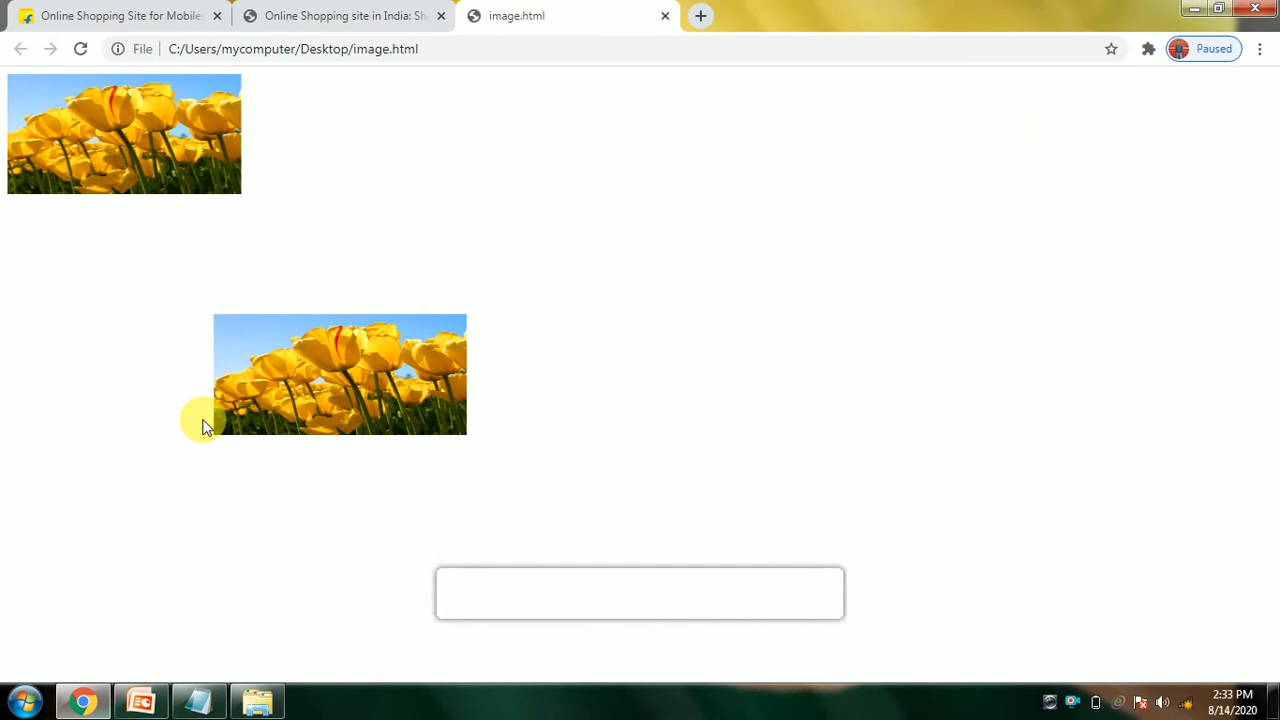 Online Shopping Site for Mobiles
Online Shopping site in India: Sh
image.html
File
C:/Users/mycomputer/Desktop/image.html
Paused
2:33 PM
8/14/2020